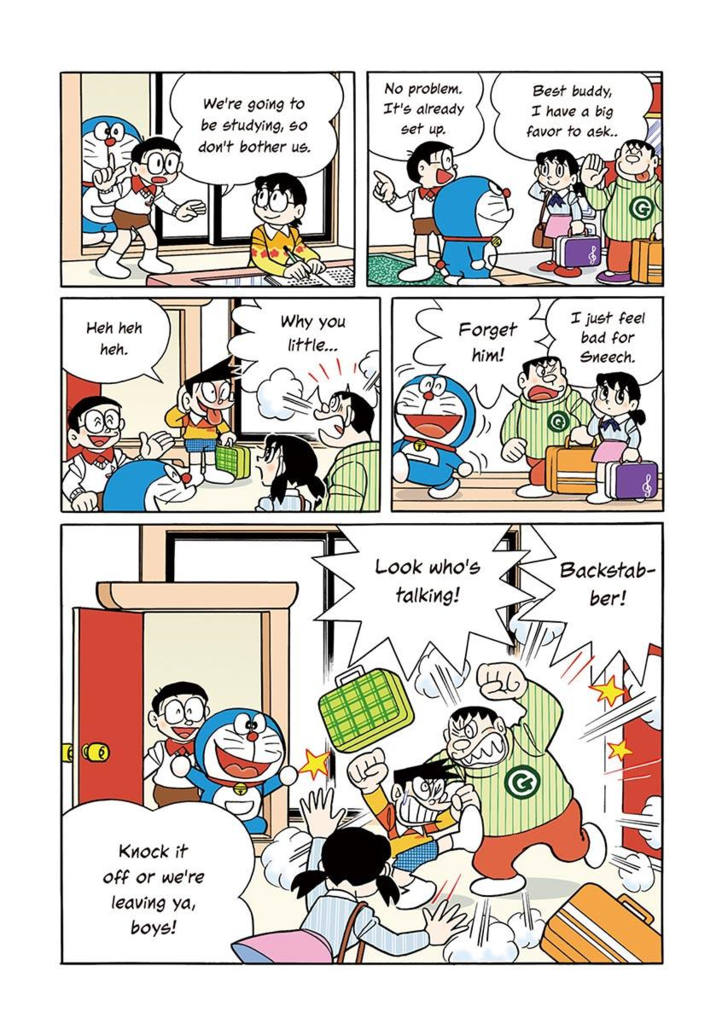 We're going to
be studying, so
don't bother us.
No problem.
It's already
set up.
Best buddy,
I have a big
favor to ask..
G
Heh heh
heh.
Why you
little...
Forget
him!
I just feel
bad for
Sneech.
G
Look who's
talking!
Backstab-
ber!
G
Knock it
off or we're
leaving ya,
boys!